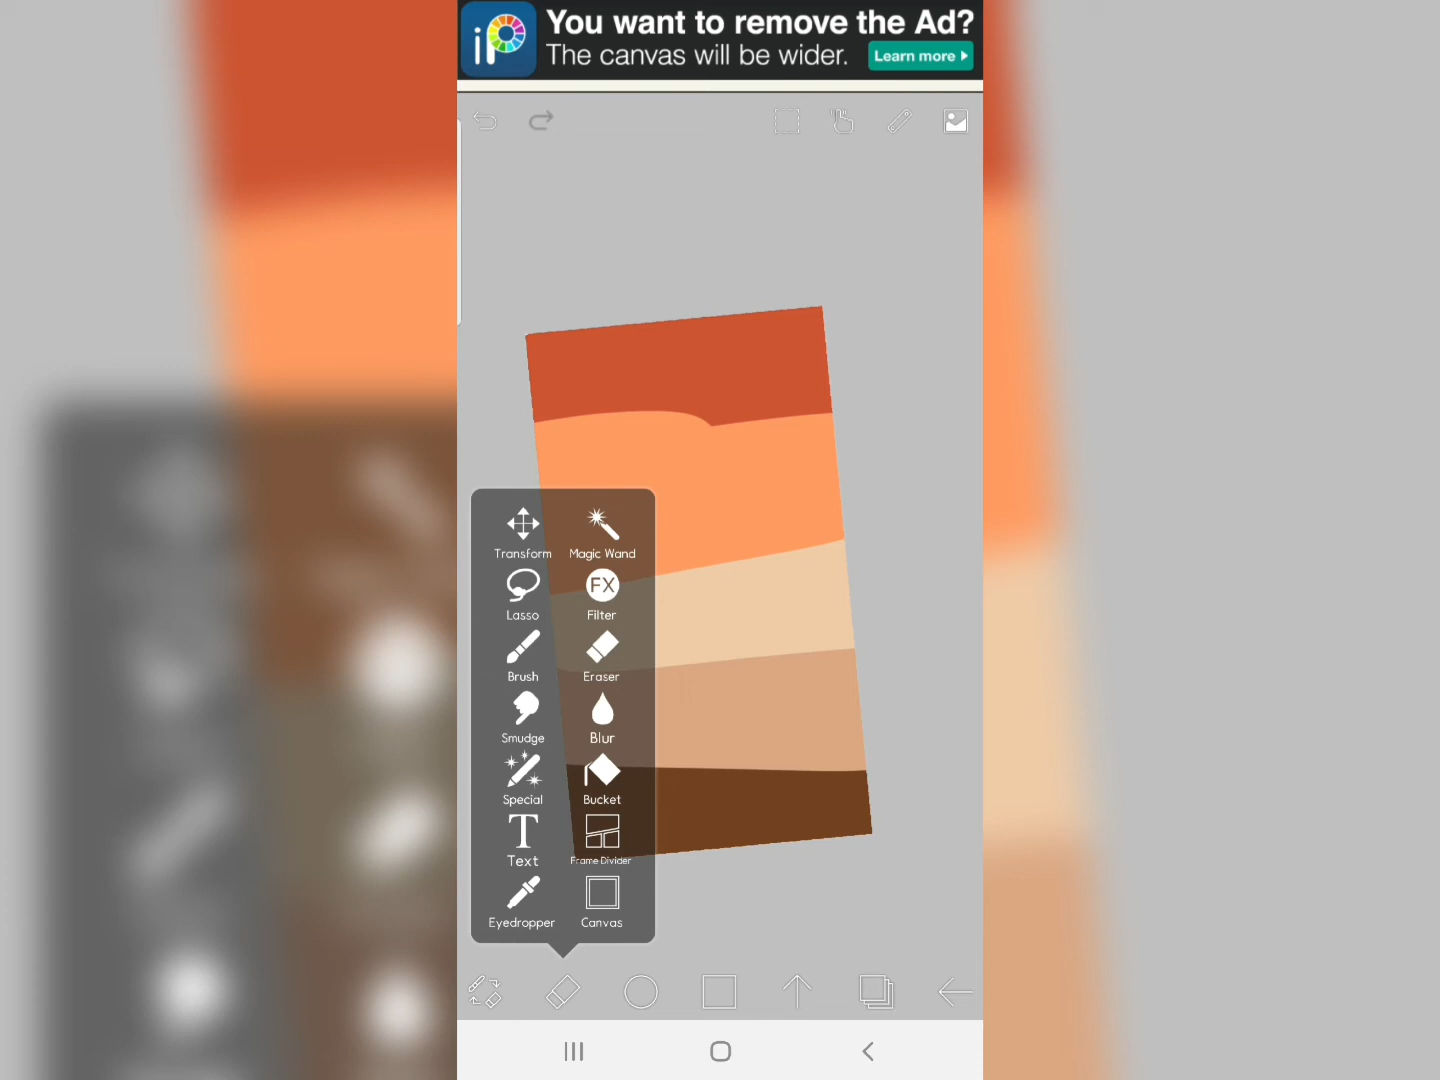 iP
You want to remove the Ad?
The canvas will be wider.
Learn more
Transform
Magic Wand
Lasso
FX
Filter
Brush
Eraser
Smudge
Blur
Special
Bucket
T
Text
Frame Divider
Eyedropper
Canvas